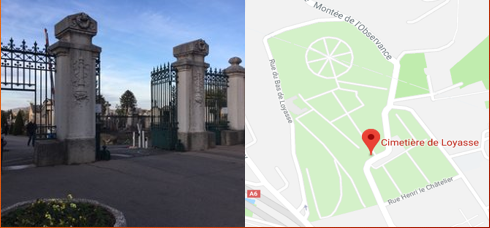 Montée de l'Observance
Rue du Bas de Loyasse
Cimetière de Loyasse
A6
Rue Henri le Châtelier